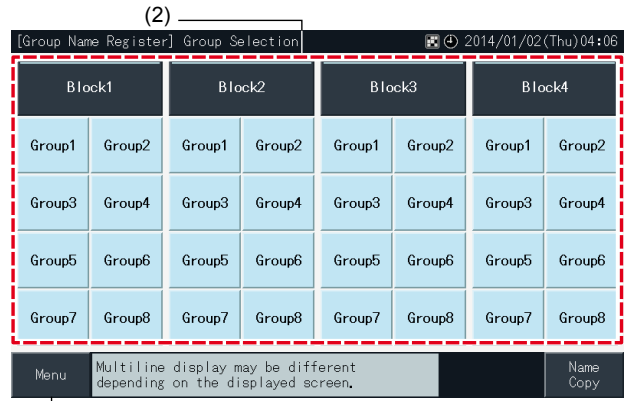 (2)
[Group Name Register] Group Selection 2014/01/02(Thu)04:06
Block1 Block2 Block3 Block4
Group1 Group2 Group1 Group2 Group1 Group2 Group1 Group2
Group3 Group4 Group3 Group4 Group3 Group4 Group3 Group4
Group5 Group6 Group5 Group6 Group5 Group6 Group5 Group6
Group7 Group8 Group7 Group8 Group7 Group8 Group7 Group8
Menu
Multiline display may be different
depending on the displayed screen.
Name
Copy